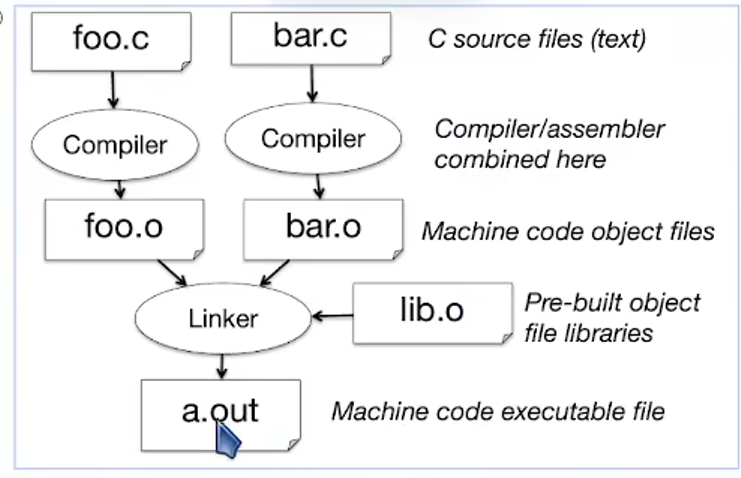 foo.c
bar.c
C source files (text)
Compiler
Compiler
Compiler/assembler
combined here
foo.o
bar.o
Machine code object files
Linker
lib.o
Pre-built object
file libraries
a.out
Machine code executable file